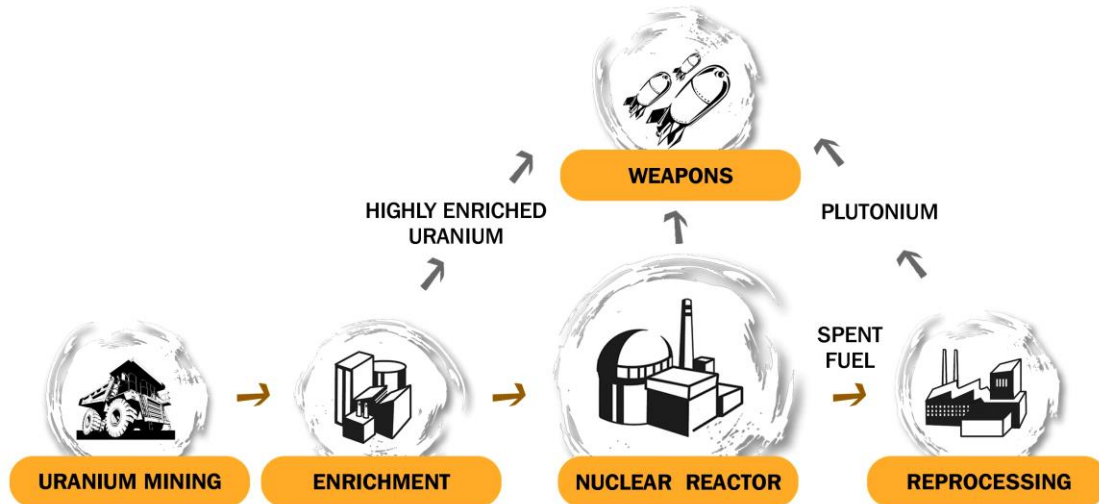 WEAPONS
HIGHLY ENRICHED
URANIUM
PLUTONIUM
SPENT
FUEL
URANIUM MINING
ENRICHMENT
NUCLEAR REACTOR
REPROCESSING